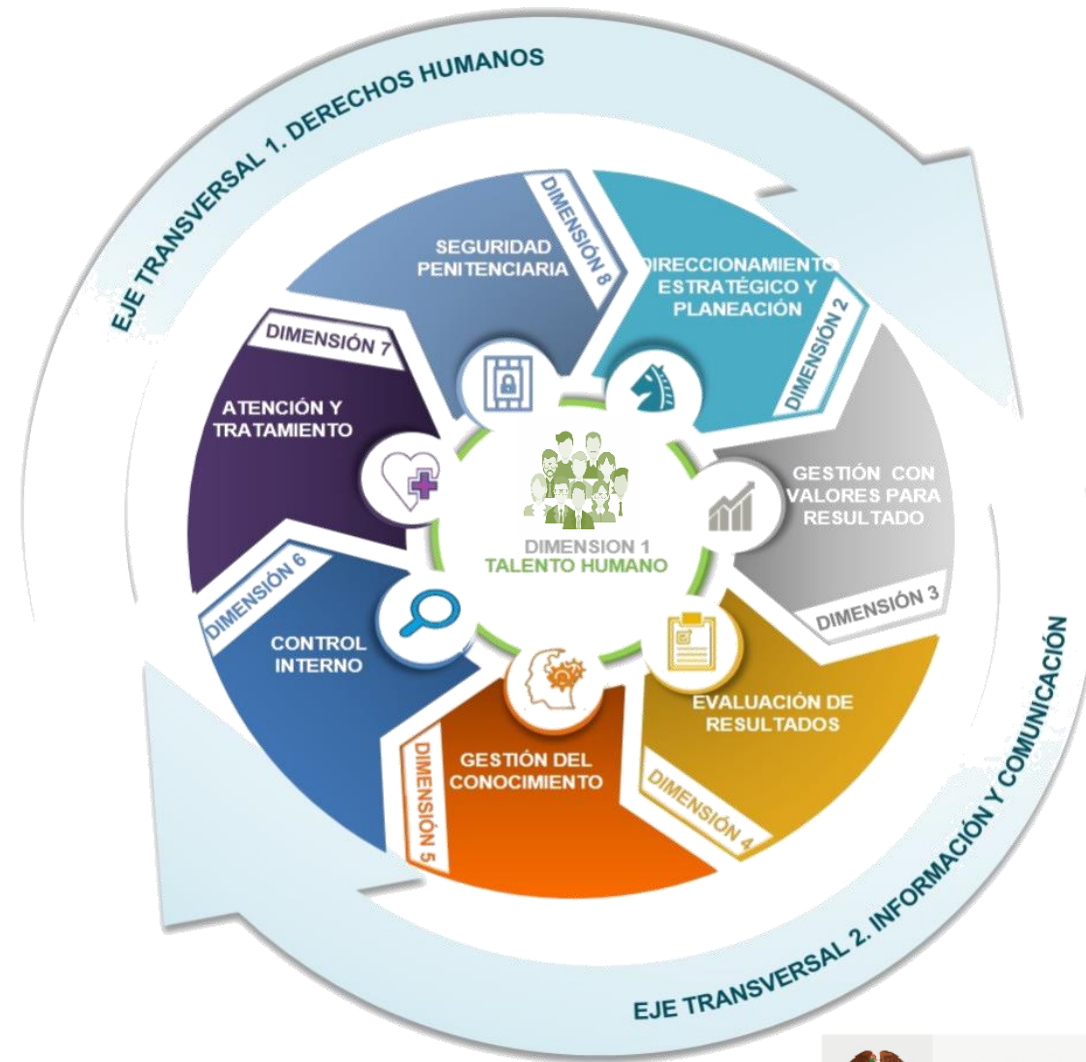 EJE TRANSVERSAL 1. DERECHOS HUMANOS
DIMENSIÓN 8
SEGURIDAD
PENITENCIARIA
DIRECCIONAMIENTO
ESTRATÉGICO Y
PLANEACIÓN
DIMENSIÓN 2
DIMENSIÓN 7
ATENCIÓN Y
TRATAMIENTO
GESTIÓN CON
VALORES PARA
RESULTADO
DIMENSIÓN 3
DIMENSION 1
TALENTO HUMANO
DIMENSIÓN 6
CONTROL
INTERNO
EVALUACIÓN DE
RESULTADOS
DIMENSIÓN 4
GESTIÓN DEL
CONOCIMIENTO
DIMENSIÓN 5
EJE TRANSVERSAL 2. INFORMACIÓN Y COMUNICACIÓN